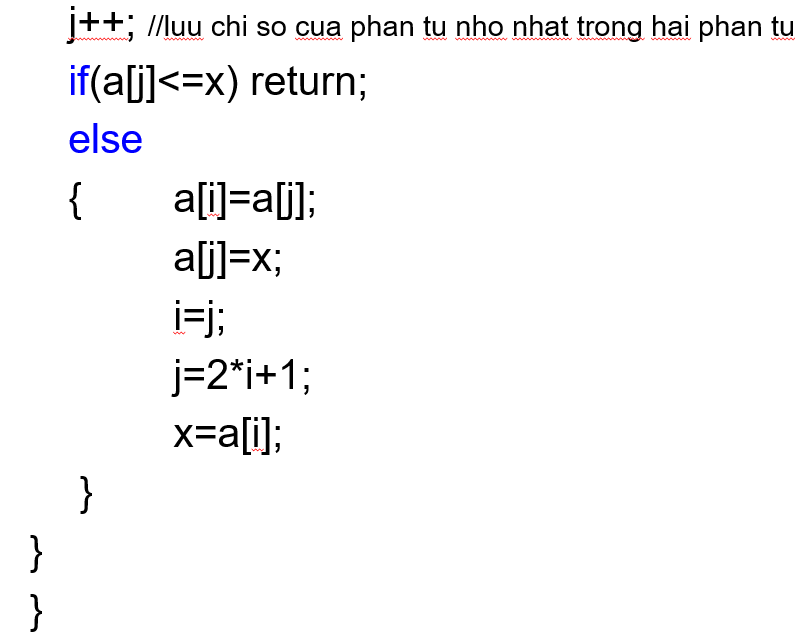 j++; //luu chi so cua phan tu nho nhat trong hai phan tu
if(a[j]<=x) return;
else
{ a[i]=a[j];
a[j]=x;
i=j;
j=2*i+1;
x=a[i];
}
}
}